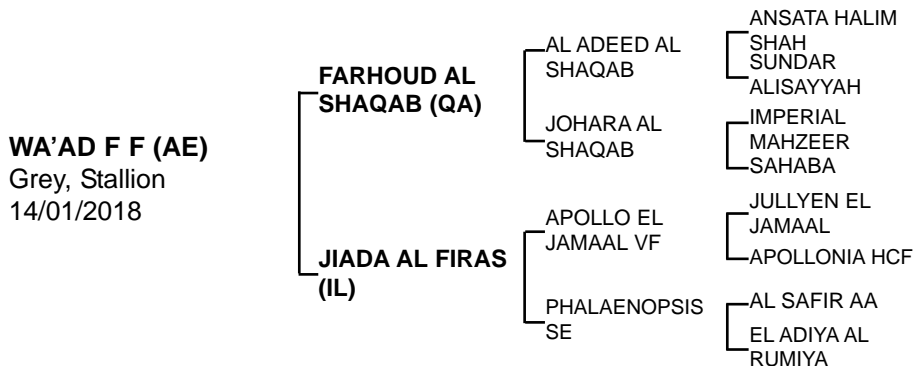 WA’AD F F (AE)
Grey, Stallion
14/01/2018
FARHOUD AL
SHAQAB (QA)
JIADA AL FIRAS
(IL)
AL ADEED AL
SHAQAB
JOHARA AL
SHAQAB
APOLLO EL
JAMAAL VF
PHALAENOPSIS
SE
ANSATA HALIM
SHAH
SUNDAR
ALISAYYAH
IMPERIAL
MAHZEER
SAHABA
JULLYEN EL
JAMAAL
APOLLONIA HCF
AL SAFIR AA
EL ADIYA AL
RUMIYA